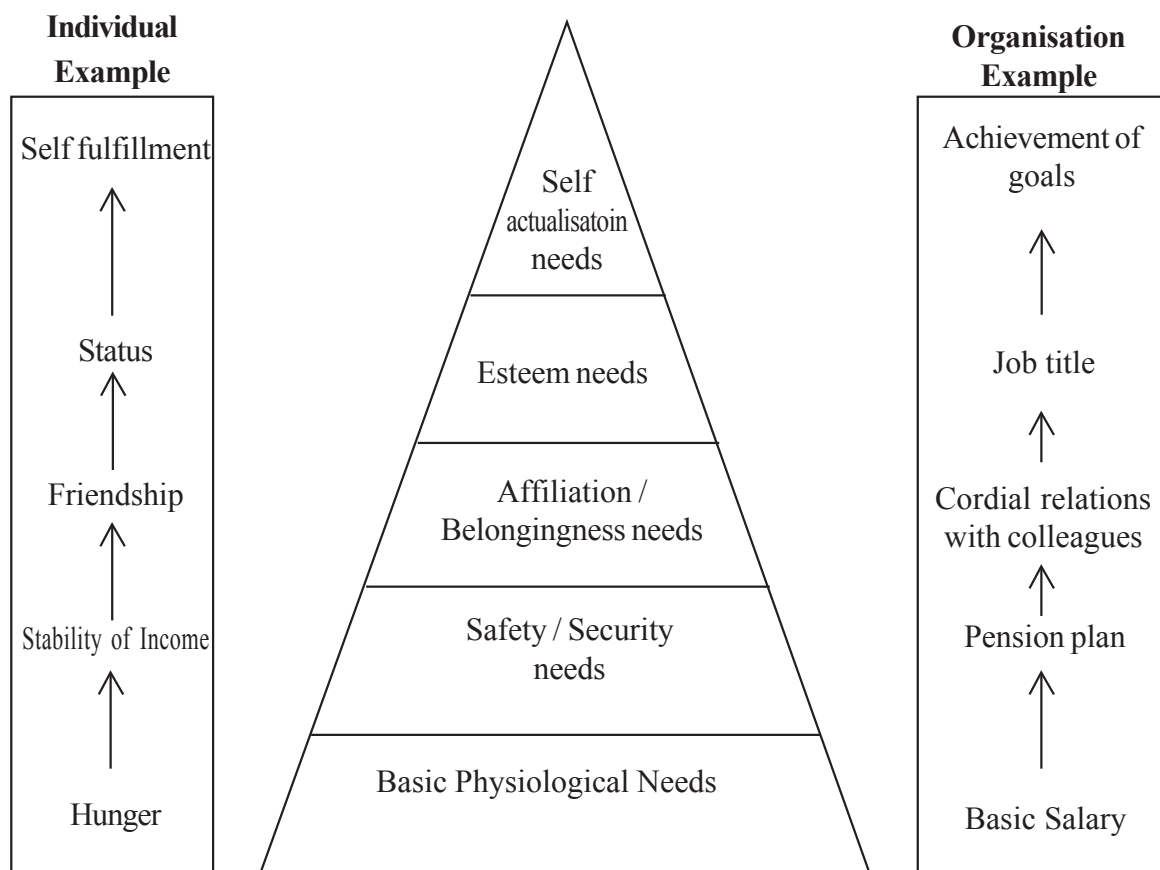 Individual
Example
Self fulfillment
Status
Friendship
Stability of Income
Hunger
Self
actualisatoin
needs
Esteem needs
Affiliation /
Belongingness needs
Safety / Security
needs
Basic Physiological Needs
Organisation
Example
Achievement of
goals
Job title
Cordial relations
with colleagues
Pension plan
Basic Salary